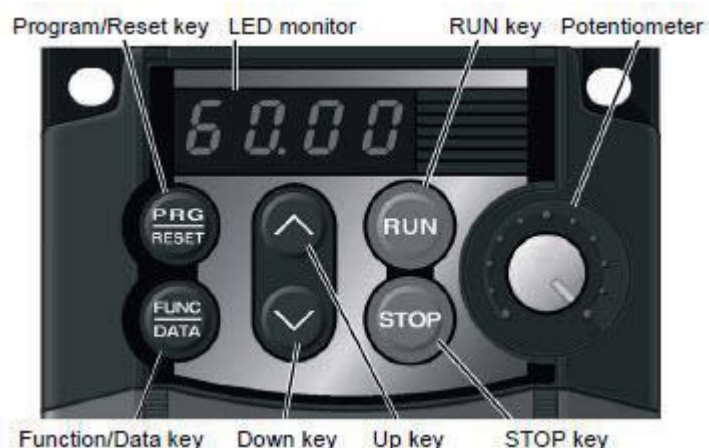 Program/Reset key LED monitor RUN key Potentiometer
60.00
PRG
RESET
RUN
FUNC
DATA
STOP
Function/Data key Down key Up key STOP key